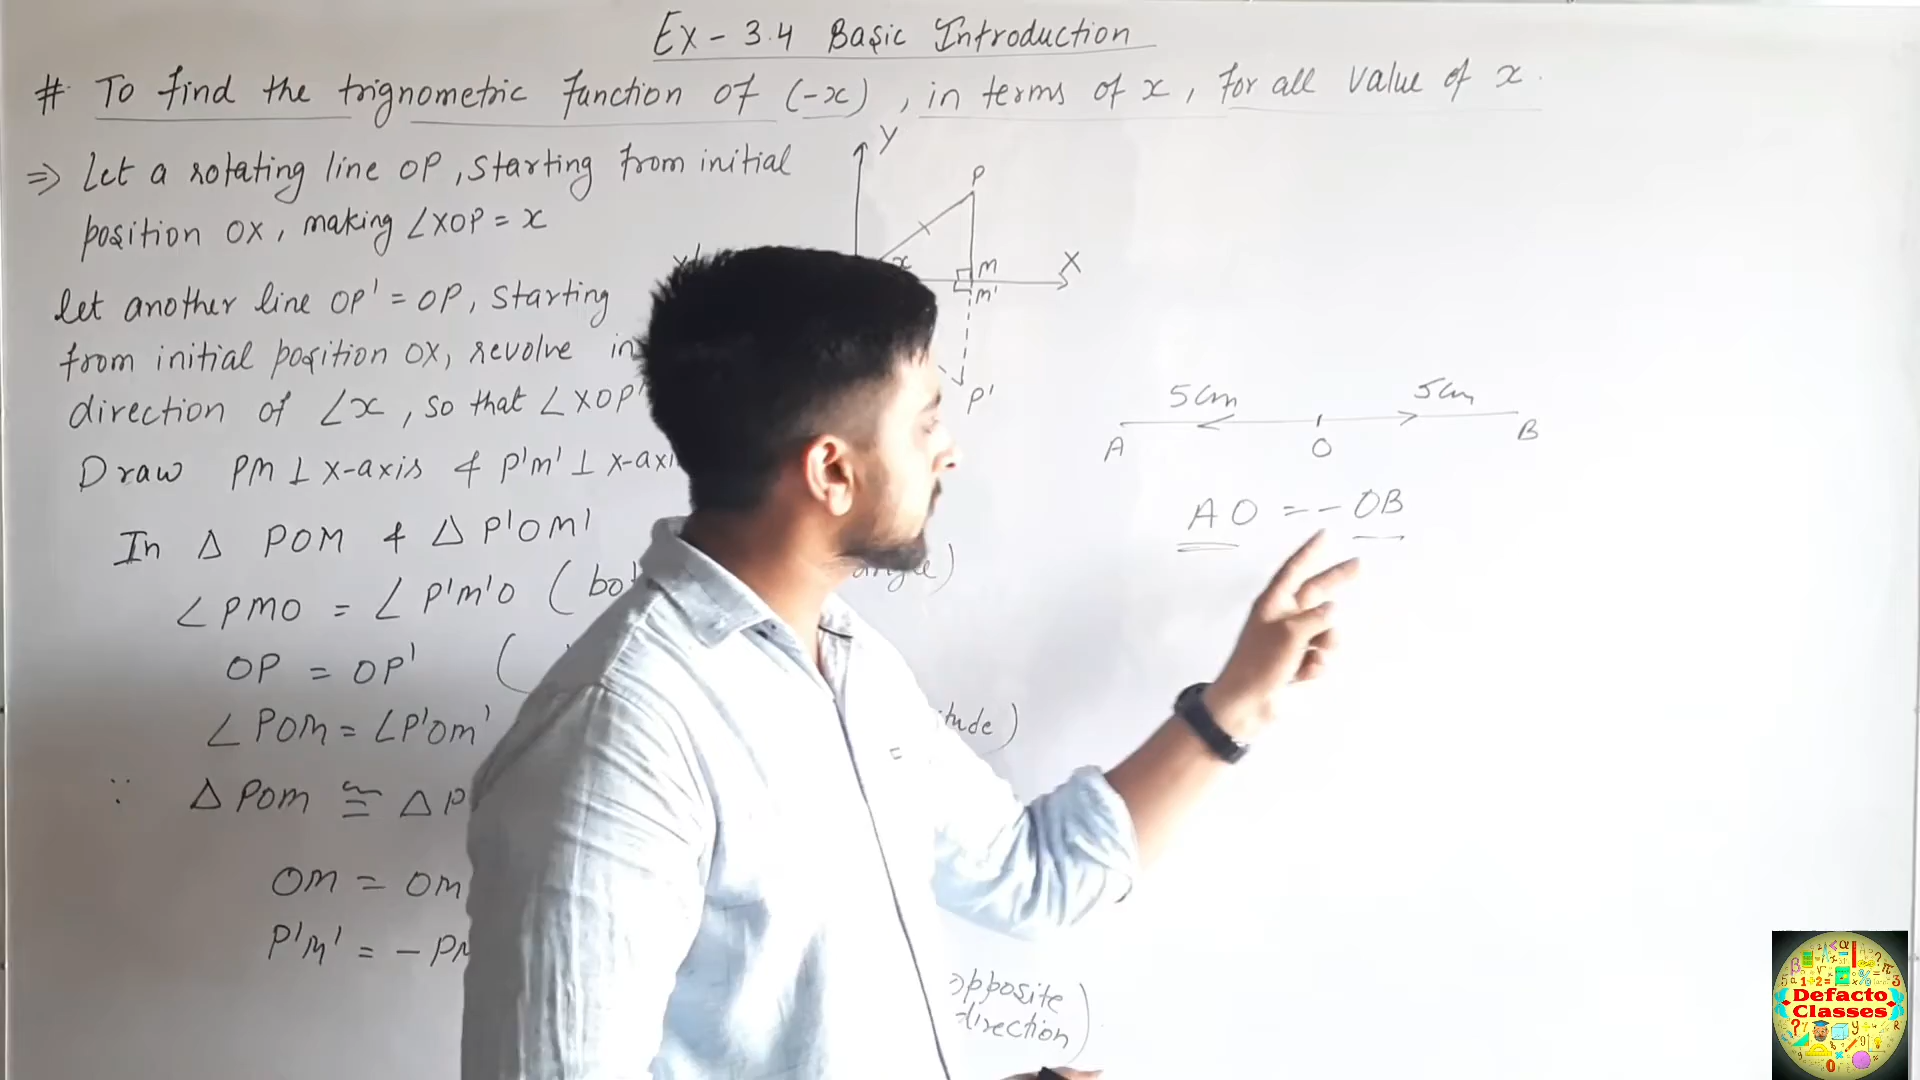 Ex - 3.4 Basic Introduction
# To find the trignometric function of (-x), in terms of x, for all value of x.
⇒ Let a rotating line OP, starting from initial
position OX, making ∠XOP = x
let another line OP' = OP, starting
from initial position OX, revolve in
direction of ∠x, so that ∠XOP'
Draw PM ⊥ X-axis & P'M' ⊥ X-axi
In Δ POM & Δ P'OM'
∠PMO = ∠P'M'O (
OP = OP' (
∠POM = ∠P'OM'
∵ ΔPOM ≅ ΔP
OM = OM
P'M' = - PM
opposite
direction)
Y
P
x
M
X
M'
P'
5cm 5cm
A O B
AO = - OB
Defacto
Classes